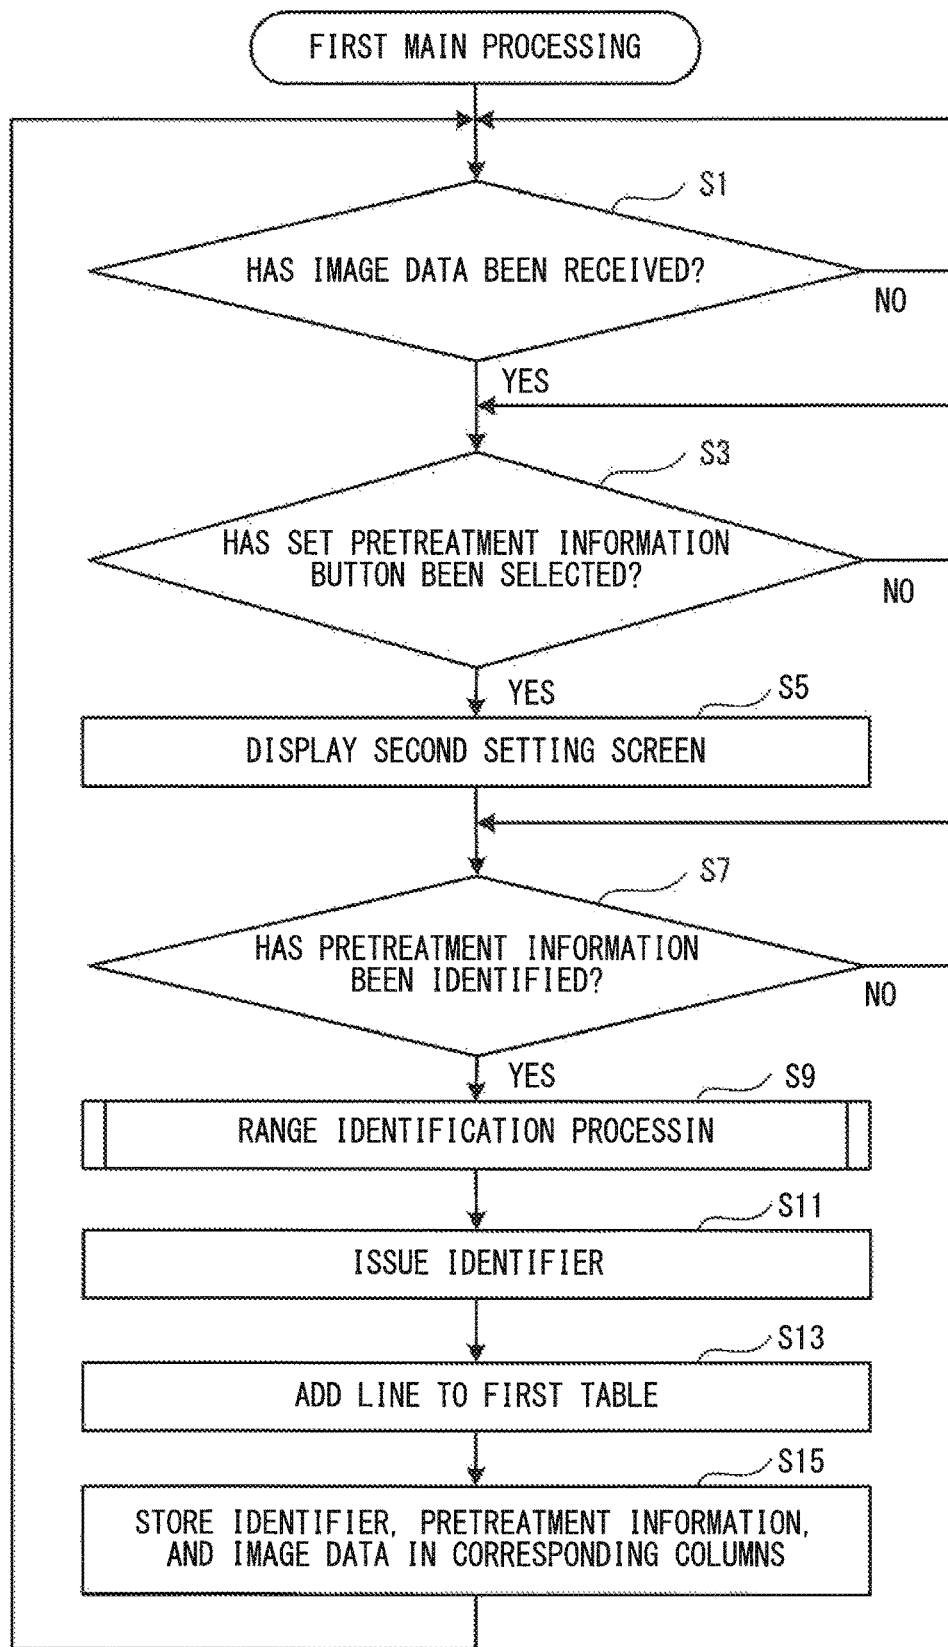 FIRST MAIN PROCESSING
S1
HAS IMAGE DATA BEEN RECEIVED?
NO
YES
S3
HAS SET PRETREATMENT INFORMATION
BUTTON BEEN SELECTED?
NO
YES
S5
DISPLAY SECOND SETTING SCREEN
S7
HAS PRETREATMENT INFORMATION
BEEN IDENTIFIED?
NO
YES
S9
RANGE IDENTIFICATION PROCESSIN
S11
ISSUE IDENTIFIER
S13
ADD LINE TO FIRST TABLE
S15
STORE IDENTIFIER, PRETREATMENT INFORMATION,
AND IMAGE DATA IN CORRESPONDING COLUMNS